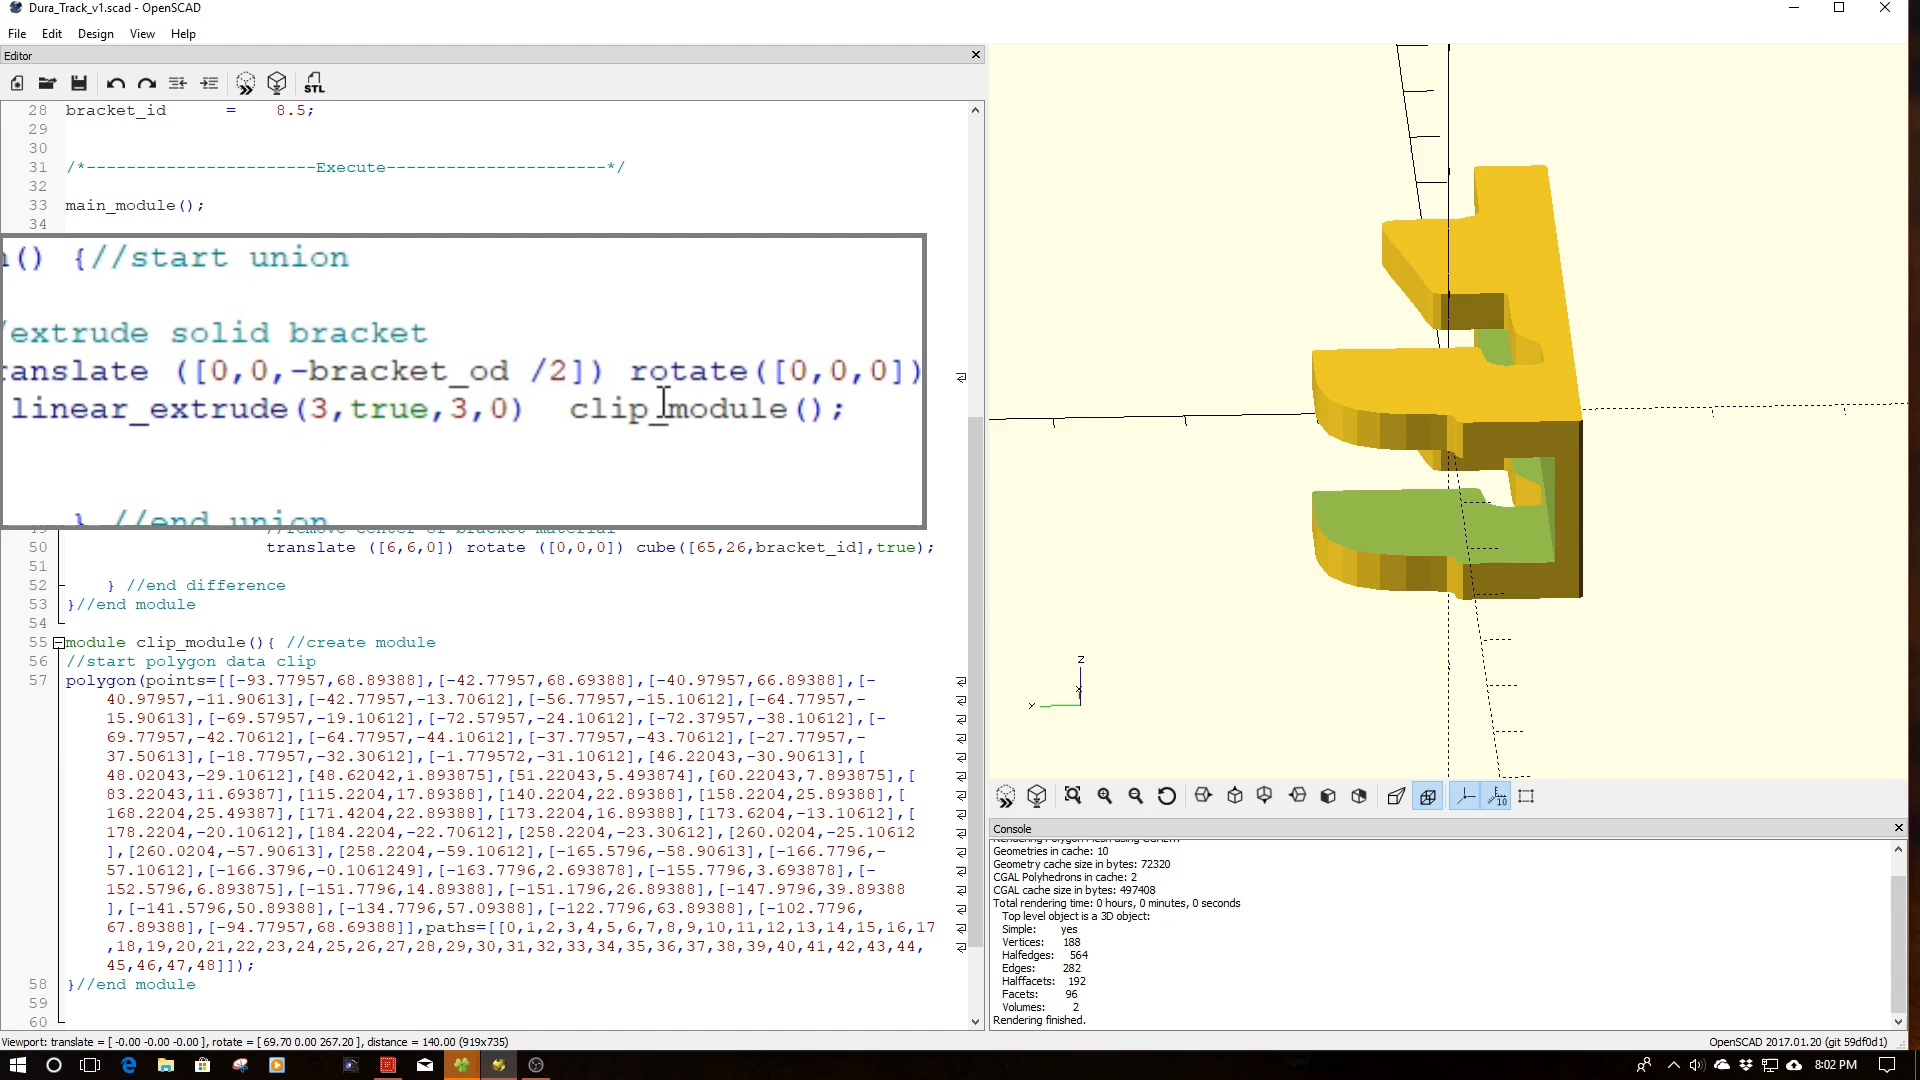 Dura_Track_v1.scad - OpenSCAD
File Edit Design View Help
Editor
STL
28 bracket_id = 8.5;
29
30
31 /*-----------------------Execute----------------------*/
32
33 main_module();
34
() {//start union
/extrude solid bracket
ranslate ([0,0,-bracket_od /2]) rotate([0,0,0])
linear_extrude(3,true,3,0) clip_module();
} //end union
50 translate ([6,6,0]) rotate ([0,0,0]) cube([65,26,bracket_id],true);
51
52 } //end difference
53 }//end module
54
55 module clip_module(){ //create module
56 //start polygon data clip
57 polygon(points=[[-93.77957,68.89388],[-42.77957,68.69388],[-40.97957,66.89388],[-
40.97957,-11.90613],[-42.77957,-13.70612],[-56.77957,-15.10612],[-64.77957,-
15.90613],[-69.57957,-19.10612],[-72.57957,-24.10612],[-72.37957,-38.10612],[-
69.77957,-42.70612],[-64.77957,-44.10612],[-37.77957,-43.70612],[-27.77957,-
37.50613],[-18.77957,-32.30612],[-1.779572,-31.10612],[46.22043,-30.90613],[
48.02043,-29.10612],[48.62042,1.893875],[51.22043,5.493874],[60.22043,7.893875],[
83.22043,11.69387],[115.2204,17.89388],[140.2204,22.89388],[158.2204,25.89388],[
168.2204,25.49387],[171.4204,22.89388],[173.2204,16.89388],[173.6204,-13.10612],[
178.2204,-20.10612],[184.2204,-22.70612],[258.2204,-23.30612],[260.0204,-25.10612
],[260.0204,-57.90613],[258.2204,-59.10612],[-165.5796,-58.90613],[-166.7796,-
57.10612],[-166.3796,-0.1061249],[-163.7796,2.693878],[-155.7796,3.693878],[-
152.5796,6.893875],[-151.7796,14.89388],[-151.1796,26.89388],[-147.9796,39.89388
],[-141.5796,50.89388],[-134.7796,57.09388],[-122.7796,63.89388],[-102.7796,
67.89388],[-94.77957,68.69388]],paths=[[0,1,2,3,4,5,6,7,8,9,10,11,12,13,14,15,16,17
,18,19,20,21,22,23,24,25,26,27,28,29,30,31,32,33,34,35,36,37,38,39,40,41,42,43,44,
45,46,47,48]]);
58 }//end module
59
60
z
y
10
Console
Geometries in cache: 10
Geometry cache size in bytes: 72320
CGAL Polyhedrons in cache: 2
CGAL cache size in bytes: 497408
Total rendering time: 0 hours, 0 minutes, 0 seconds
Top level object is a 3D object:
Simple: yes
Vertices: 188
Halfedges: 564
Edges: 282
Halffacets: 192
Facets: 96
Volumes: 2
Rendering finished.
Viewport: translate = [ -0.00 -0.00 -0.00 ], rotate = [ 69.70 0.00 267.20 ], distance = 140.00 (919x735)
OpenSCAD 2017.01.20 (git 59df0d1)
8:02 PM